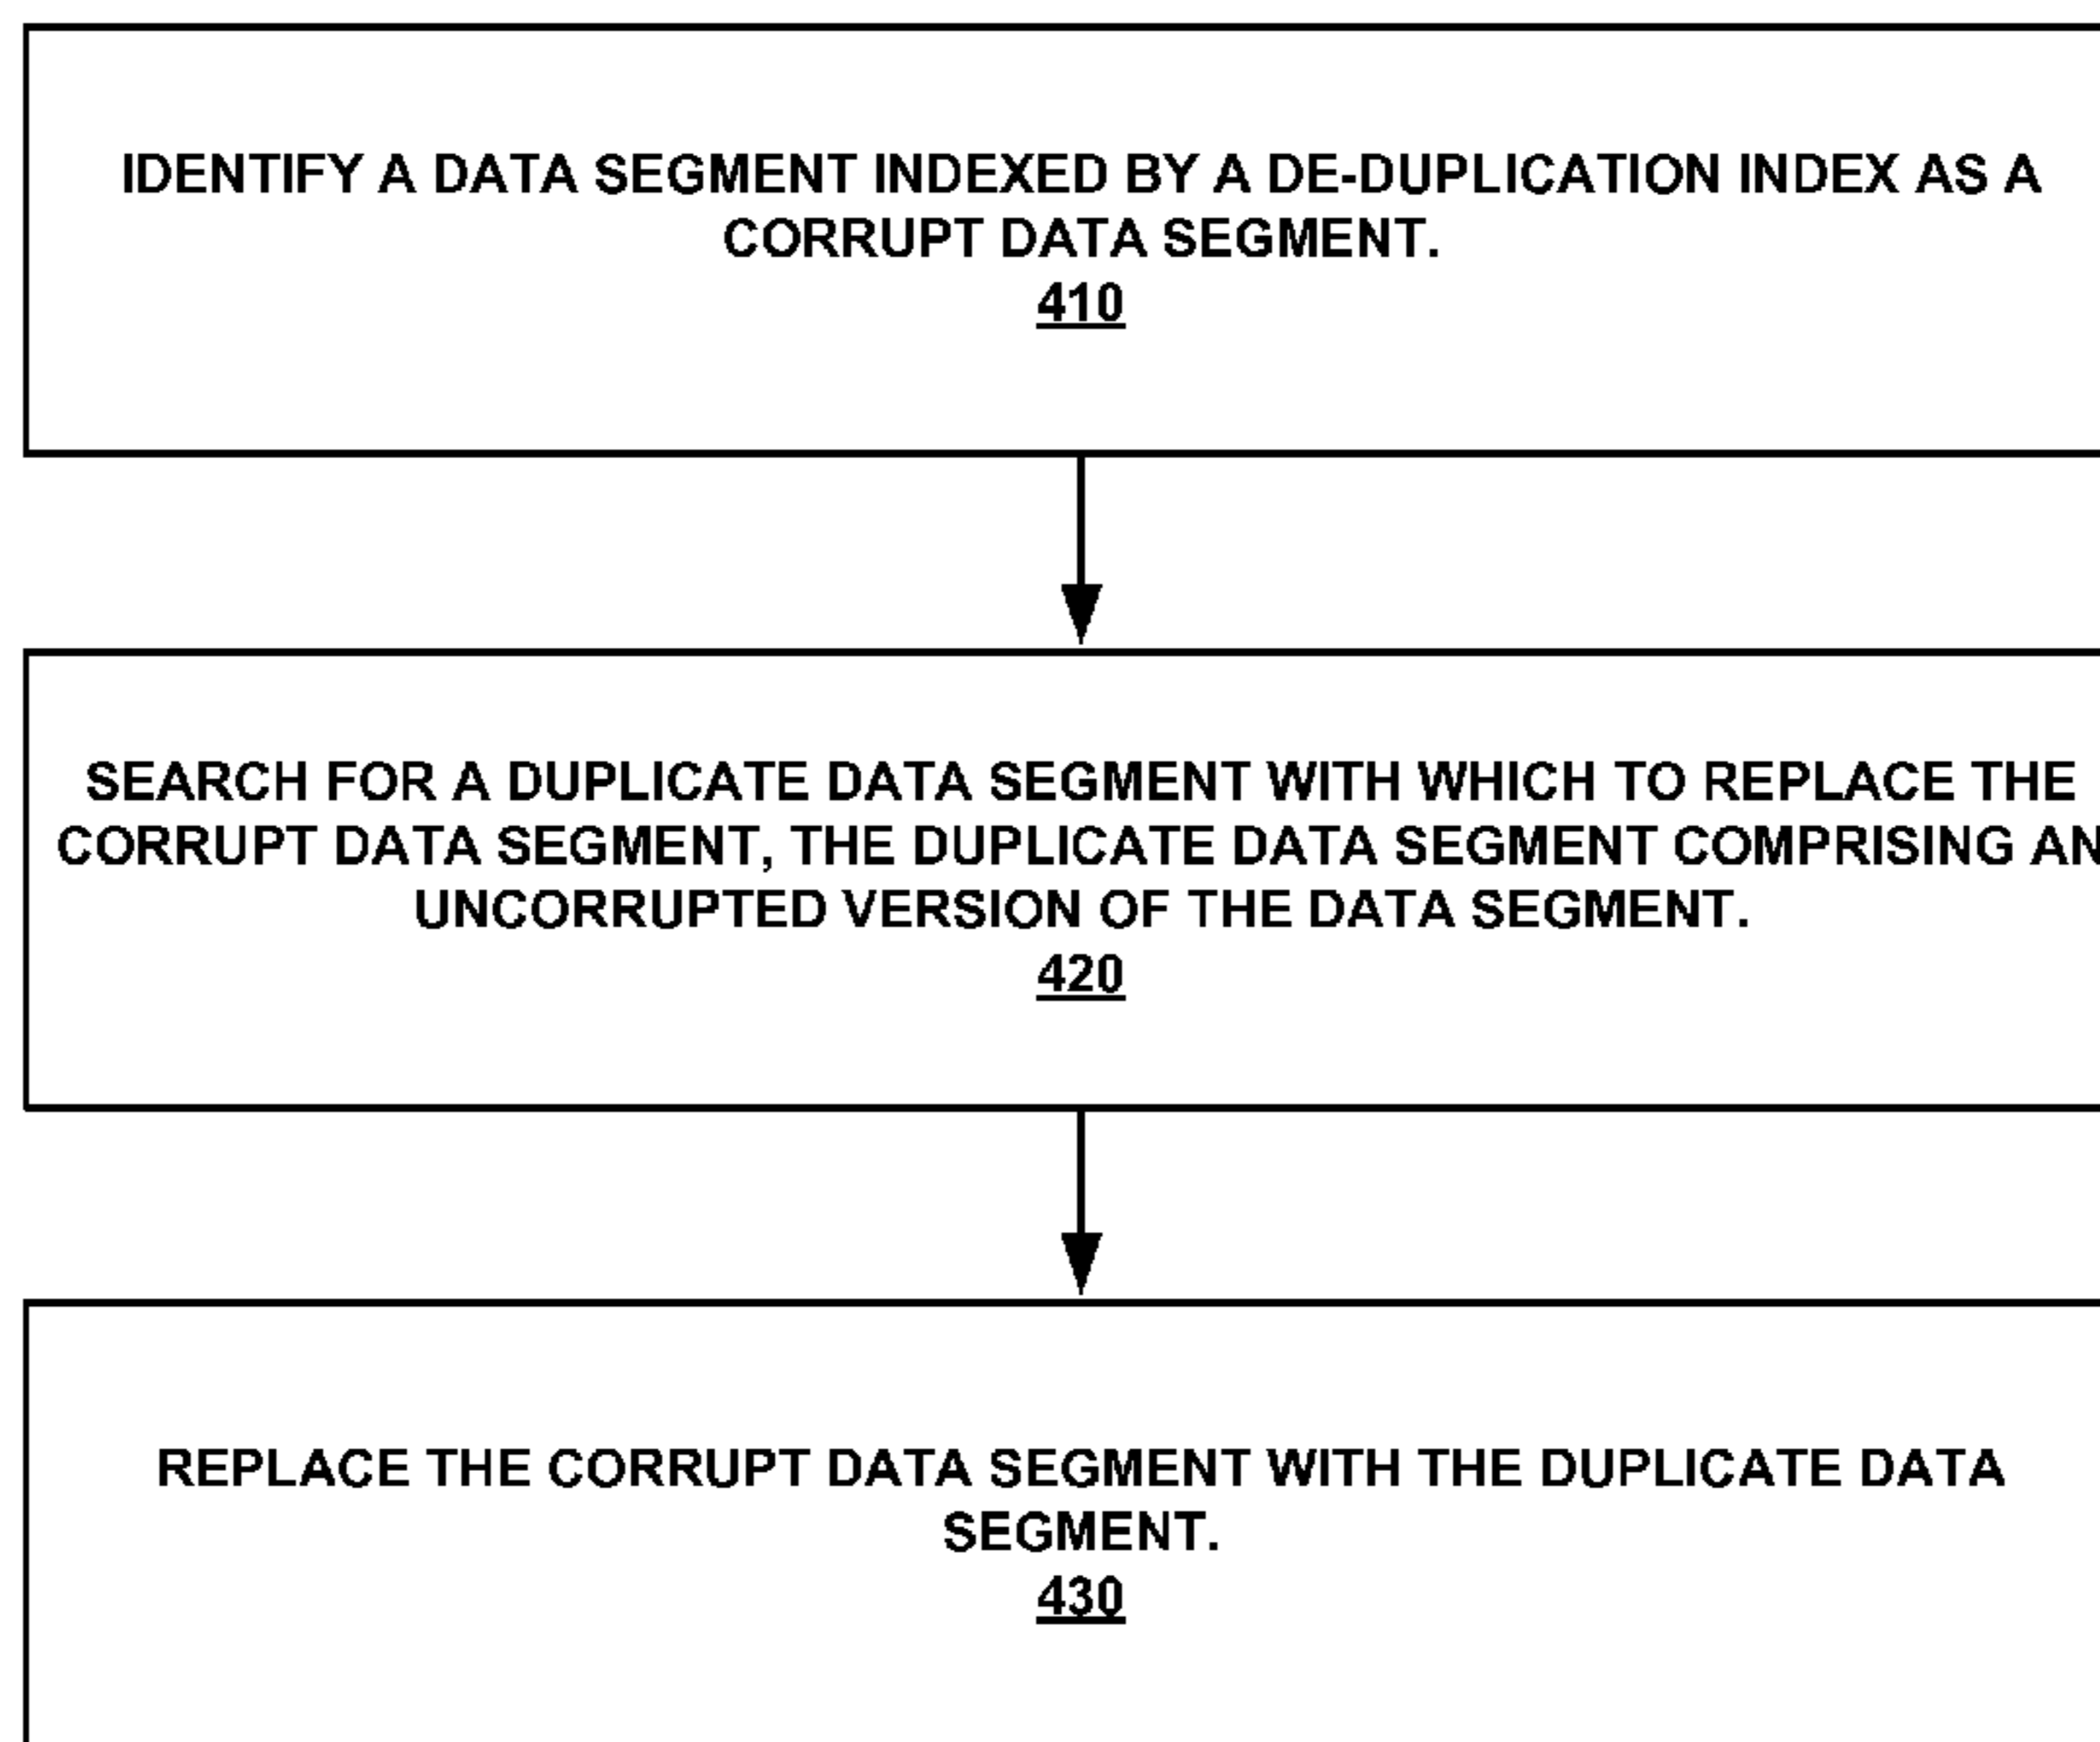 IDENTIFY A DATA SEGMENT INDEXED BY A DE-DUPLICATION INDEX AS A
CORRUPT DATA SEGMENT.
410
SEARCH FOR A DUPLICATE DATA SEGMENT WITH WHICH TO REPLACE THE
CORRUPT DATA SEGMENT, THE DUPLICATE DATA SEGMENT COMPRISING AN
UNCORRUPTED VERSION OF THE DATA SEGMENT.
420
REPLACE THE CORRUPT DATA SEGMENT WITH THE DUPLICATE DATA
SEGMENT.
430